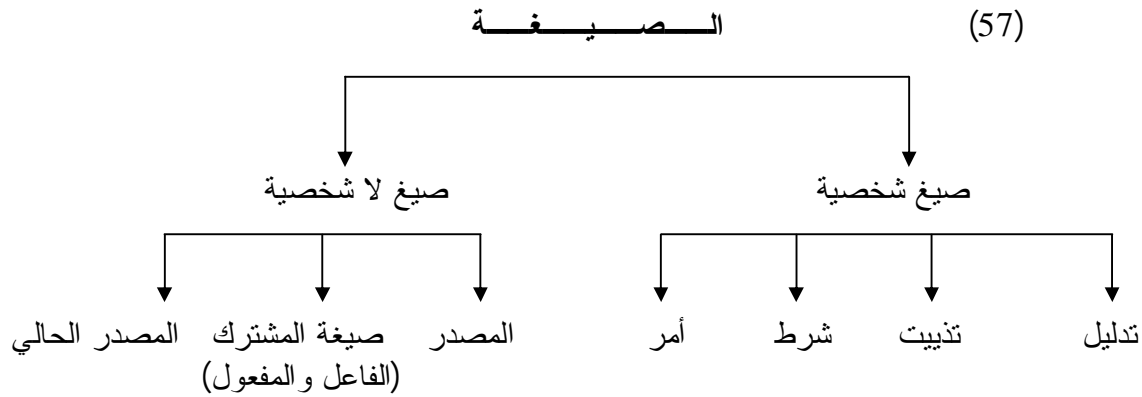 (57) الصيغة
صيغ شخصية صيغ لا شخصية
تدليل تذييت شرط أمر المصدر صيغة المشترك المصدر الحالي
(الفاعل والمفعول)